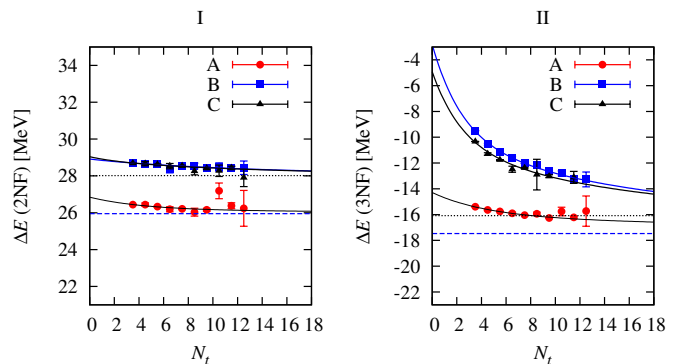 I
ΔE (2NF) [MeV]
34
32
30
28
26
24
22
A
B
C
0 2 4 6 8 10 12 14 16 18
N_t
II
ΔE (3NF) [MeV]
-4
-6
-8
-10
-12
-14
-16
-18
-20
-22
A
B
C
0 2 4 6 8 10 12 14 16 18
N_t